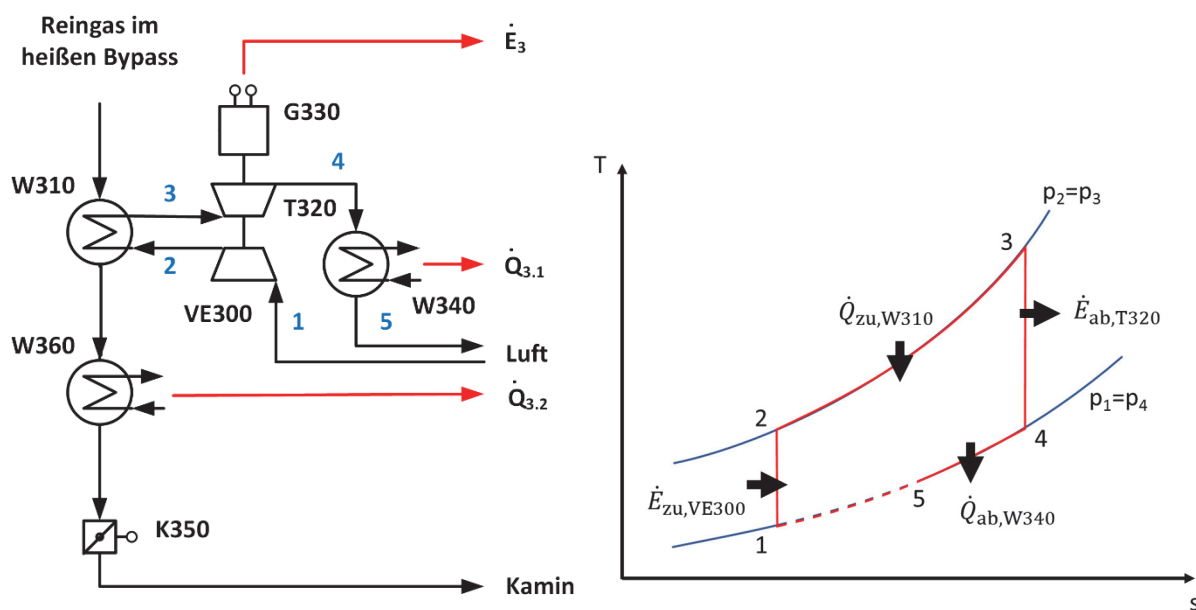 Reingas im
heißen Bypass
Ė₃
G330
4
W310
3
T320
2
Q̇₃.₁
VE300
1
5
W340
Luft
W360
Q̇₃.₂
K350
Kamin
T
p₂=p₃
3
Q̇zu,W310
Ėab,T320
2
p₁=p₄
4
Ėzu,VE300
5
Q̇ab,W340
1
s